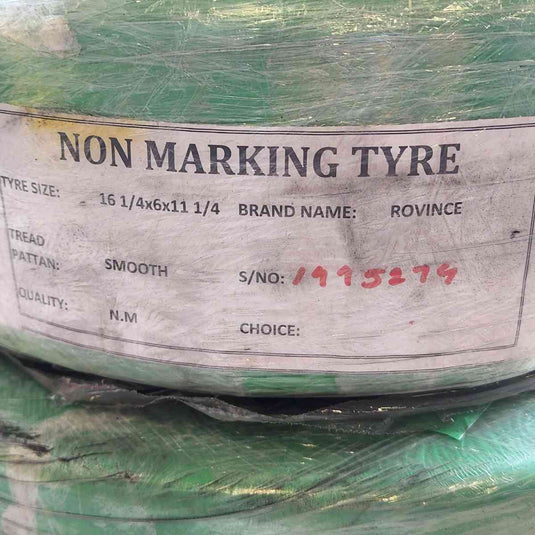 NON MARKING TYRE
TYRE SIZE: 16 1/4x6x11 1/4 BRAND NAME: ROVINCE
TREAD
PATTAN: SMOOTH S/NO: 1995279
QUALITY: N.M
CHOICE: